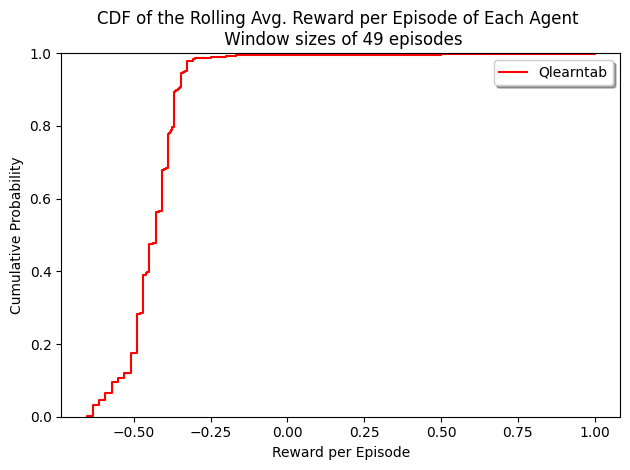 CDF of the Rolling Avg. Reward per Episode of Each Agent
Window sizes of 49 episodes
Qlearntab
Cumulative Probability
1.0
0.8
0.6
0.4
0.2
0.0
−0.50 −0.25 0.00 0.25 0.50 0.75 1.00
Reward per Episode